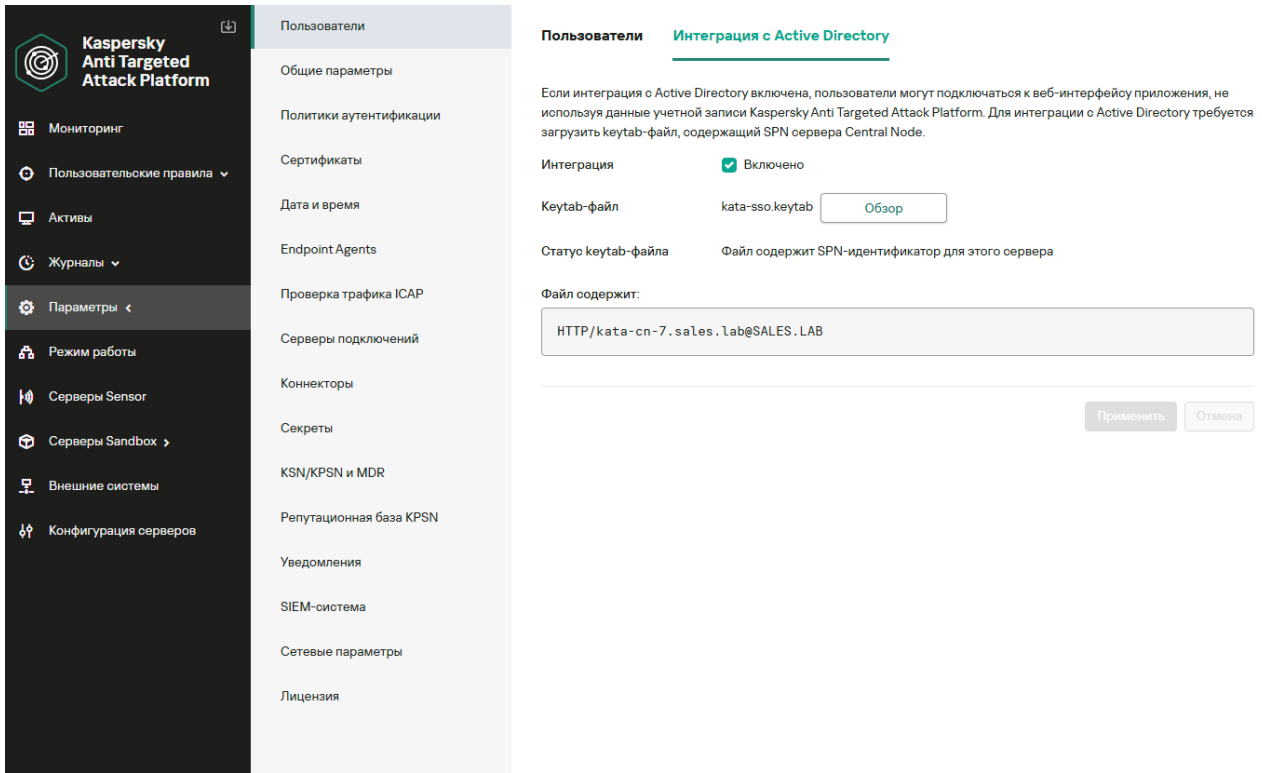 Kaspersky
Anti Targeted
Attack Platform
Мониторинг
Пользовательские правила
Активы
Журналы
Параметры
Режим работы
Серверы Sensor
Серверы Sandbox
Внешние системы
Конфигурация серверов
Пользователи
Общие параметры
Политики аутентификации
Сертификаты
Дата и время
Endpoint Agents
Проверка трафика ICAP
Серверы подключений
Коннекторы
Секреты
KSN/KPSN и MDR
Репутационная база KPSN
Уведомления
SIEM-система
Сетевые параметры
Лицензия
Пользователи Интеграция с Active Directory
Если интеграция с Active Directory включена, пользователи могут подключаться к веб-интерфейсу приложения, не
используя данные учетной записи Kaspersky Anti Targeted Attack Platform. Для интеграции с Active Directory требуется
загрузить keytab-файл, содержащий SPN сервера Central Node.
Интеграция Включено
Keytab-файл kata-sso.keytab Обзор
Статус keytab-файла Файл содержит SPN-идентификатор для этого сервера
Файл содержит:
HTTP/kata-cn-7.sales.lab@SALES.LAB
Применить Отмена